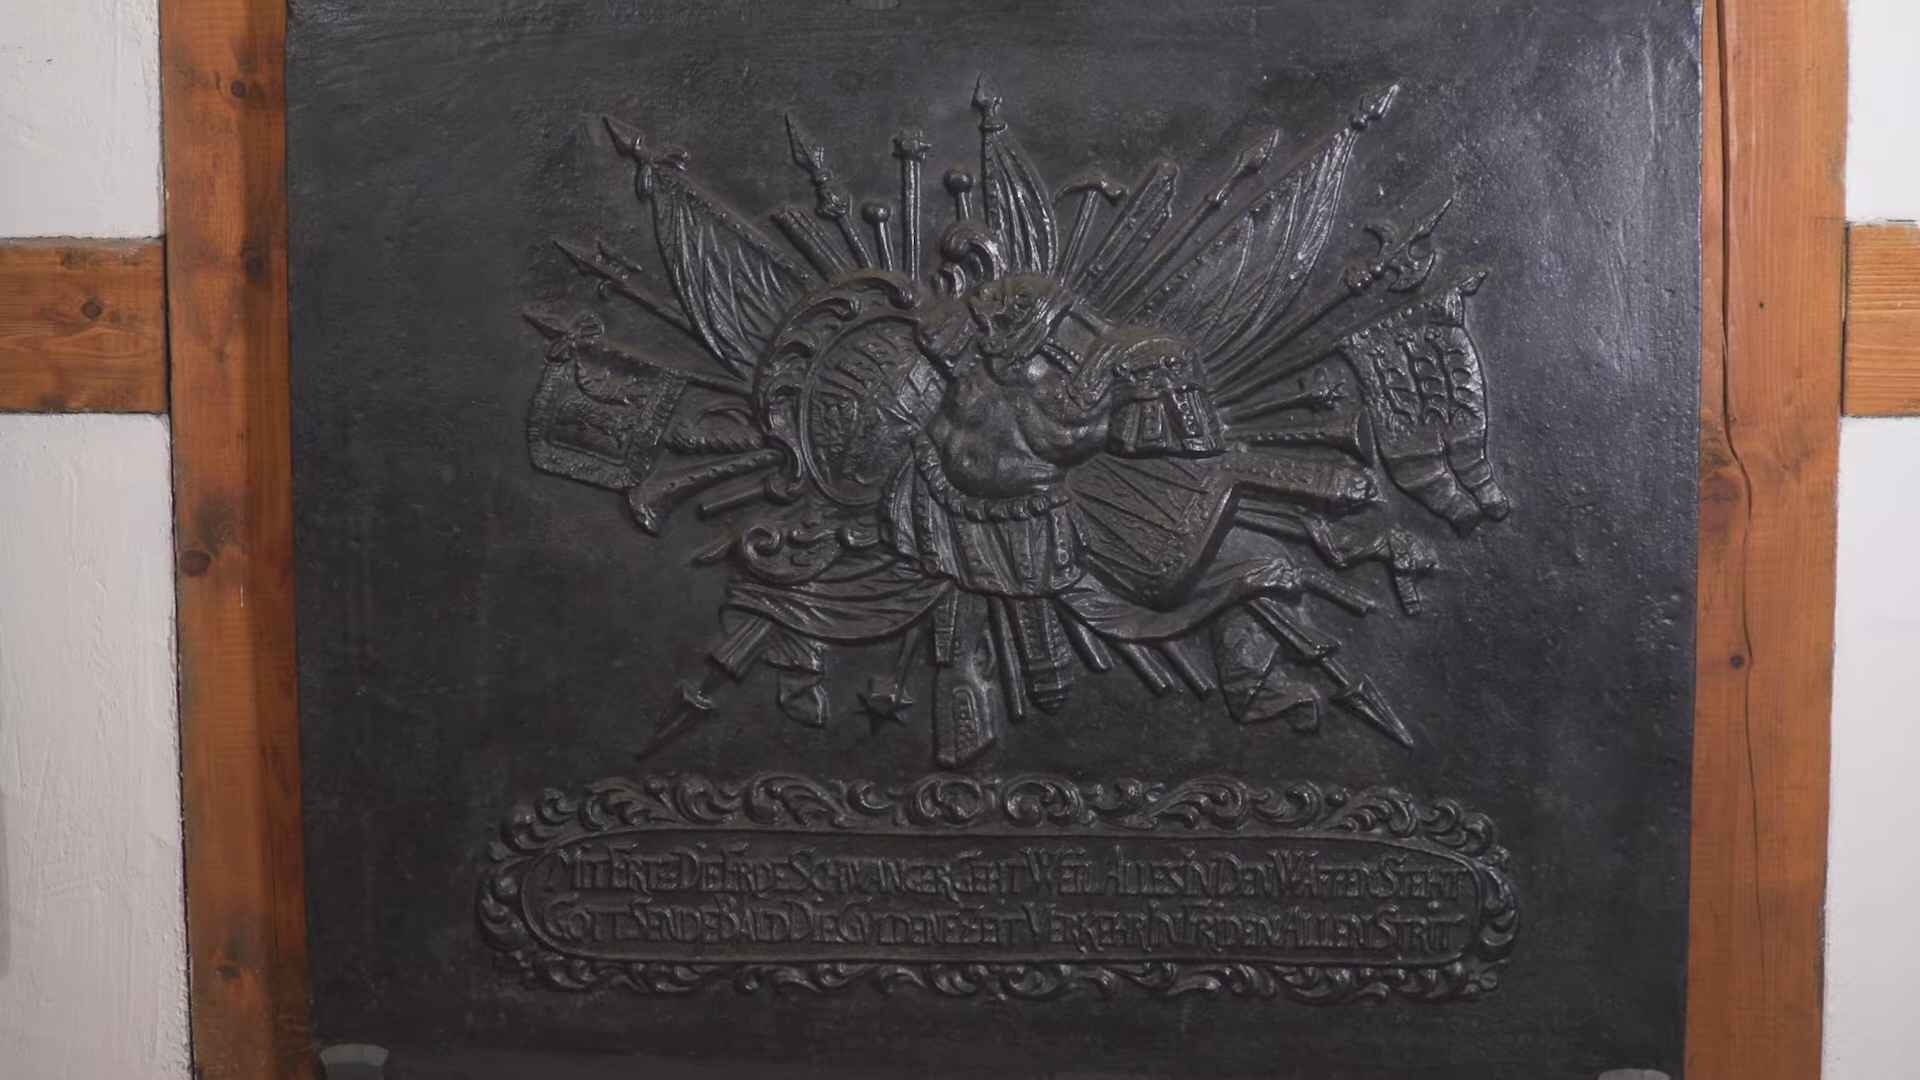 MIT ERTZ DIE ERDE SCHWANGER GEHT WEIL ALLES IN DEN WAFFEN STEHT
GOTT SENDE BALD DIE GVLDENE ZEIT VERKEHR IN FRIDEN ALLEN STRIT